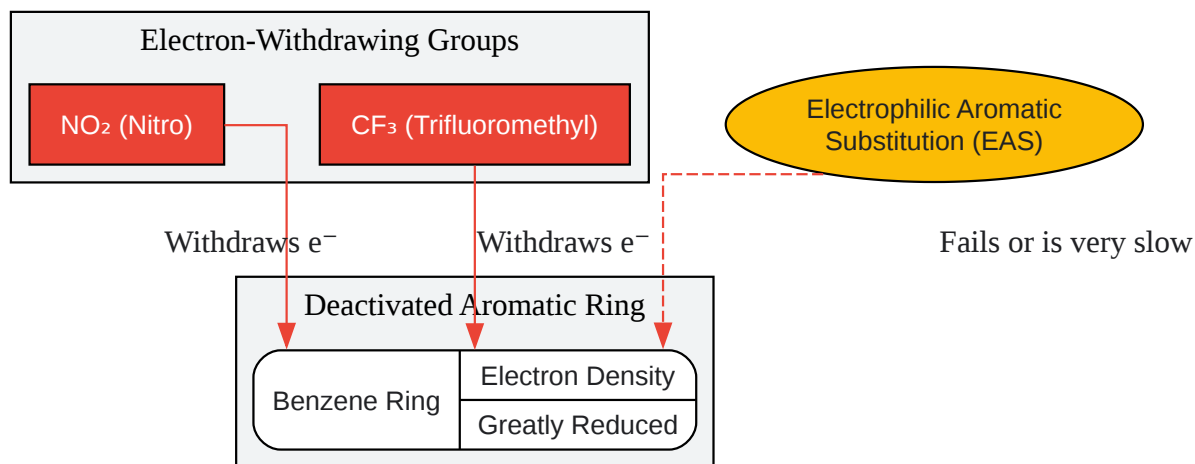 Electron-Withdrawing Groups
NO₂ (Nitro)
CF₃ (Trifluoromethyl)
Electrophilic Aromatic
Substitution (EAS)
Withdraws e⁻
Withdraws e⁻
Fails or is very slow
Deactivated Aromatic Ring
Benzene Ring
Electron Density
Greatly Reduced